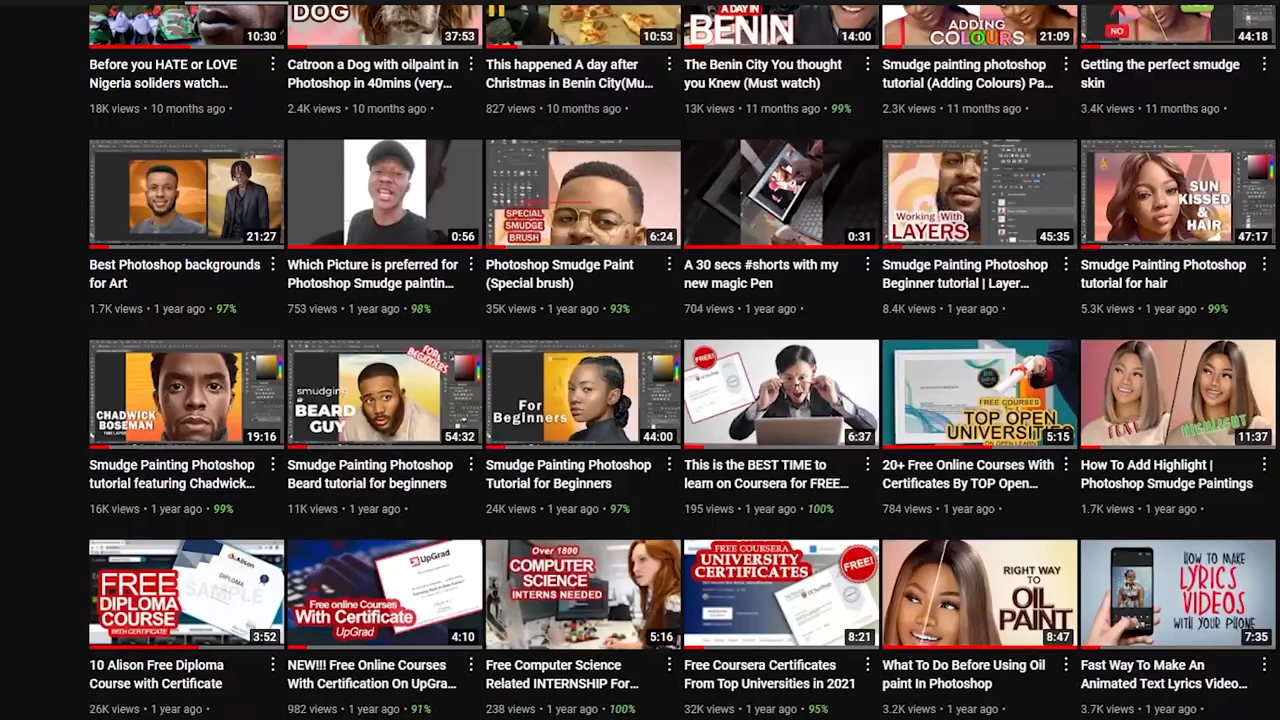 DOG
A DAY IN
BENIN
ADDING
COLOURS
NO
10:30
37:53
10:53
14:00
21:09
44:18
Before you HATE or LOVE
Nigeria soliders watch...
18K views • 10 months ago •
Catroon a Dog with oilpaint in
Photoshop in 40mins (very...
2.4K views • 10 months ago •
This happened A day after
Christmas in Benin City(Mu...
827 views • 10 months ago •
The Benin City You thought
you Knew (Must watch)
13K views • 11 months ago • 99%
Smudge painting photoshop
tutorial (Adding Colours) Pa...
2.3K views • 11 months ago •
Getting the perfect smudge
skin
3.4K views • 11 months ago •
21:27
0:56
SPECIAL
SMUDGE
BRUSH
6:24
0:31
Working With
LAYERS
45:35
SUN
KISSED
&
HAIR
47:17
Best Photoshop backgrounds
for Art
1.7K views • 1 year ago • 97%
Which Picture is preferred for
Photoshop Smudge paintin...
753 views • 1 year ago • 98%
Photoshop Smudge Paint
(Special brush)
35K views • 1 year ago • 93%
A 30 secs #shorts with my
new magic Pen
704 views • 1 year ago •
Smudge Painting Photoshop
Beginner tutorial | Layer...
8.4K views • 1 year ago •
Smudge Painting Photoshop
tutorial for hair
5.3K views • 1 year ago • 99%
CHADWICK
BOSEMAN
TIME LAPSE
19:16
FOR
BEGINNERS
smudging
a
BEARD
GUY
54:32
For
Beginners
44:00
FREE!
6:37
FREE COURSES
TOP OPEN
UNIVERSITIES
ON OPEN LEARN
5:15
FLAT
HIGHLIGHT
11:37
Smudge Painting Photoshop
tutorial featuring Chadwick...
16K views • 1 year ago • 99%
Smudge Painting Photoshop
Beard tutorial for beginners
11K views • 1 year ago •
Smudge Painting Photoshop
Tutorial for Beginners
24K views • 1 year ago • 97%
This is the BEST TIME to
learn on Coursera for FREE...
195 views • 1 year ago • 100%
20+ Free Online Courses With
Certificates By TOP Open...
784 views • 1 year ago •
How To Add Highlight |
Photoshop Smudge Paintings
1.7K views • 1 year ago •
Alison
DIPLOMA
SAMPLE
FREE
DIPLOMA
COURSE
WITH CERTIFICATE
3:52
UpGrad
Free online Courses
With Certificate
UpGrad
4:10
Over 1800
COMPUTER
SCIENCE
INTERNS NEEDED
5:16
FREE COURSERA
UNIVERSITY
CERTIFICATES
FREE!
8:21
RIGHT WAY
TO
OIL
PAINT
8:47
HOW TO MAKE
LYRICS
VIDEOS
WITH YOUR PHONE
7:35
10 Alison Free Diploma
Course with Certificate
26K views • 1 year ago •
NEW!!! Free Online Courses
With Certification On UpGra...
982 views • 1 year ago • 91%
Free Computer Science
Related INTERNSHIP For...
238 views • 1 year ago • 100%
Free Coursera Certificates
From Top Universities in 2021
32K views • 1 year ago • 95%
What To Do Before Using Oil
paint In Photoshop
3.2K views • 1 year ago •
Fast Way To Make An
Animated Text Lyrics Video...
3.7K views • 1 year ago •